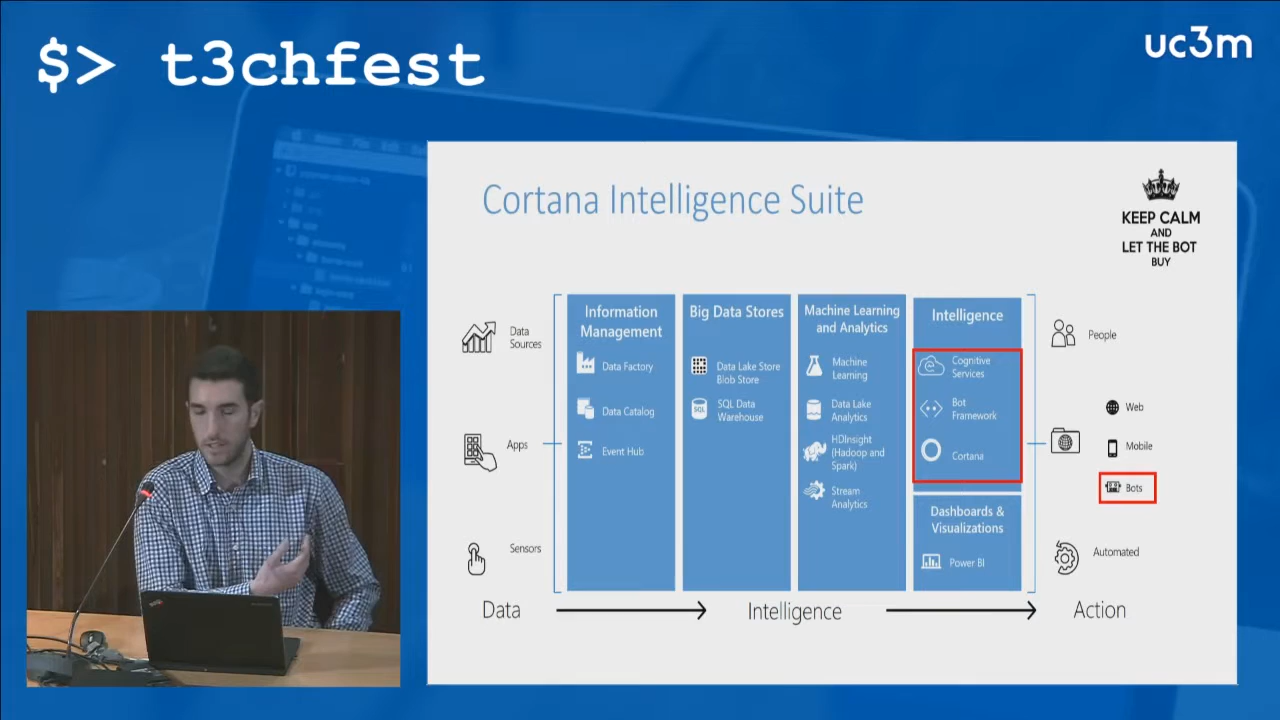 $> t3chfest
uc3m
Cortana Intelligence Suite
KEEP CALM
AND
LET THE BOT
BUY
Data
Sources
Apps
Sensors
Information
Management
Data Factory
Data Catalog
Event Hub
Big Data Stores
Data Lake Store
Blob Store
SQL
SQL Data
Warehouse
Machine Learning
and Analytics
Machine
Learning
Data Lake
Analytics
HDInsight
(Hadoop and
Spark)
Stream
Analytics
Intelligence
Cognitive
Services
Bot
Framework
Cortana
Dashboards &
Visualizations
Power BI
People
Web
Mobile
Bots
Automated
Data
Intelligence
Action